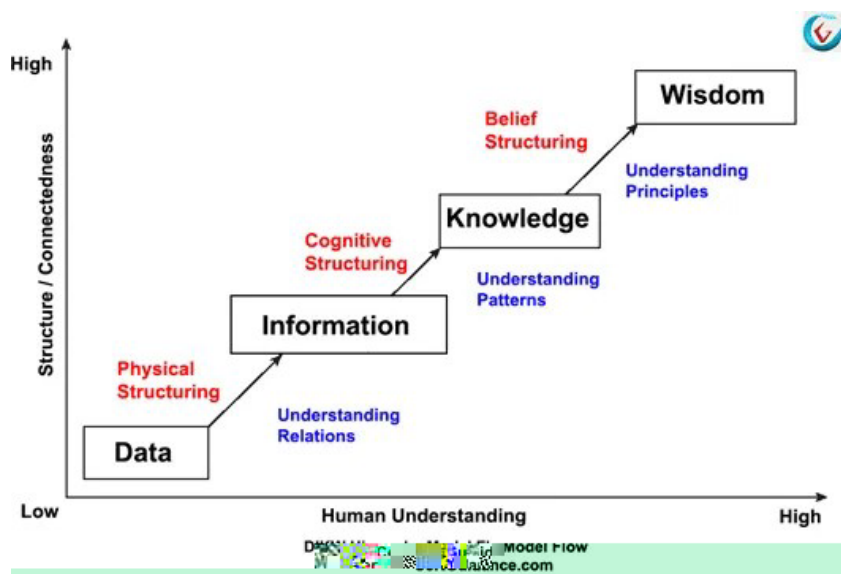 High
Wisdom
Belief
Structuring
Understanding
Principles
Structure / Connectedness
Knowledge
Cognitive
Structuring
Understanding
Patterns
Information
Physical
Structuring
Understanding
Relations
Data
Low
Human Understanding
High
Model Flow